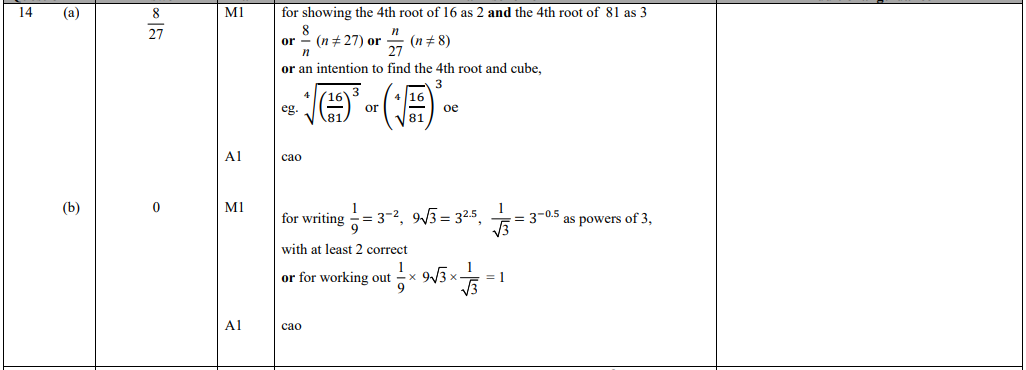 14 (a) 8/27 M1 for showing the 4th root of 16 as 2 and the 4th root of 81 as 3
or 8/n (n ≠ 27) or n/27 (n ≠ 8)
or an intention to find the 4th root and cube,
eg. ⁴√((16/81)³) or (⁴√(16/81))³ oe
A1 cao
(b) 0 M1 for writing 1/9 = 3⁻², 9√3 = 3²·⁵, 1/√3 = 3⁻⁰·⁵ as powers of 3,
with at least 2 correct
or for working out 1/9 × 9√3 × 1/√3 = 1
A1 cao